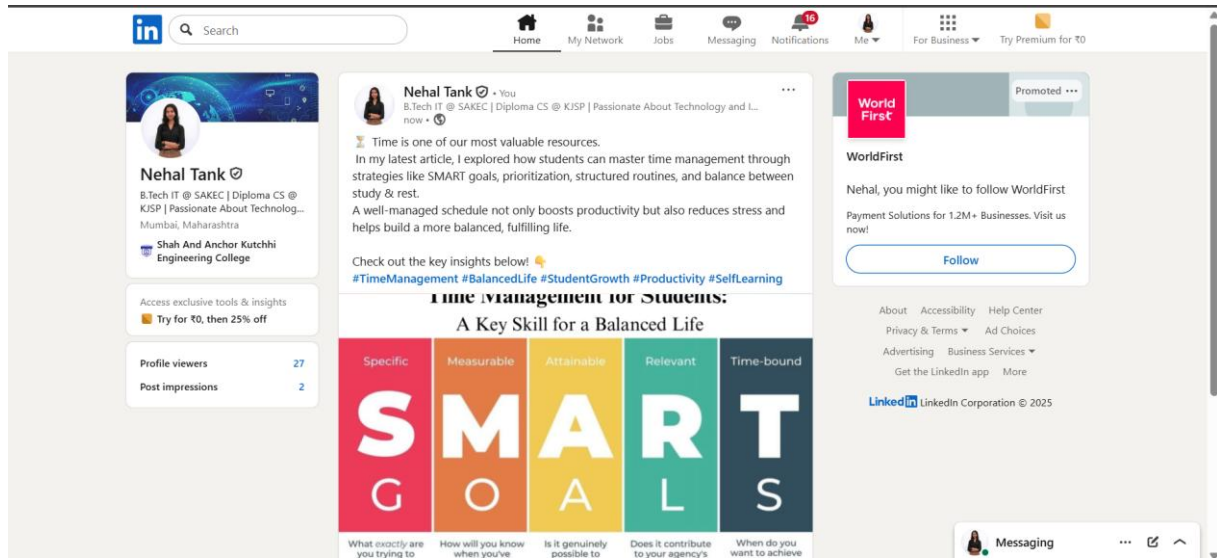 in
Search
Home
My Network
Jobs
Messaging
16
Notifications
Me
For Business
Try Premium for ₹0
Nehal Tank
B.Tech IT @ SAKEC | Diploma CS @
KJSP | Passionate About Technolog...
Mumbai, Maharashtra
Shah And Anchor Kutchhi
Engineering College
Access exclusive tools & insights
Try for ₹0, then 25% off
Profile viewers 27
Post impressions 2
Nehal Tank • You
B.Tech IT @ SAKEC | Diploma CS @ KJSP | Passionate About Technology and I...
now •
⏳ Time is one of our most valuable resources.
In my latest article, I explored how students can master time management through
strategies like SMART goals, prioritization, structured routines, and balance between
study & rest.
A well-managed schedule not only boosts productivity but also reduces stress and
helps build a more balanced, fulfilling life.
Check out the key insights below! 👇
#TimeManagement #BalancedLife #StudentGrowth #Productivity #SelfLearning
Time Management for Students:
A Key Skill for a Balanced Life
Specific Measurable Attainable Relevant Time-bound
S M A R T
G O A L S
What exactly are How will you know Is it genuinely Does it contribute When do you
you trying to when you've possible to to your agency's want to achieve
World
First
Promoted
WorldFirst
Nehal, you might like to follow WorldFirst
Payment Solutions for 1.2M+ Businesses. Visit us
now!
Follow
About Accessibility Help Center
Privacy & Terms Ad Choices
Advertising Business Services
Get the LinkedIn app More
LinkedIn LinkedIn Corporation © 2025
Messaging